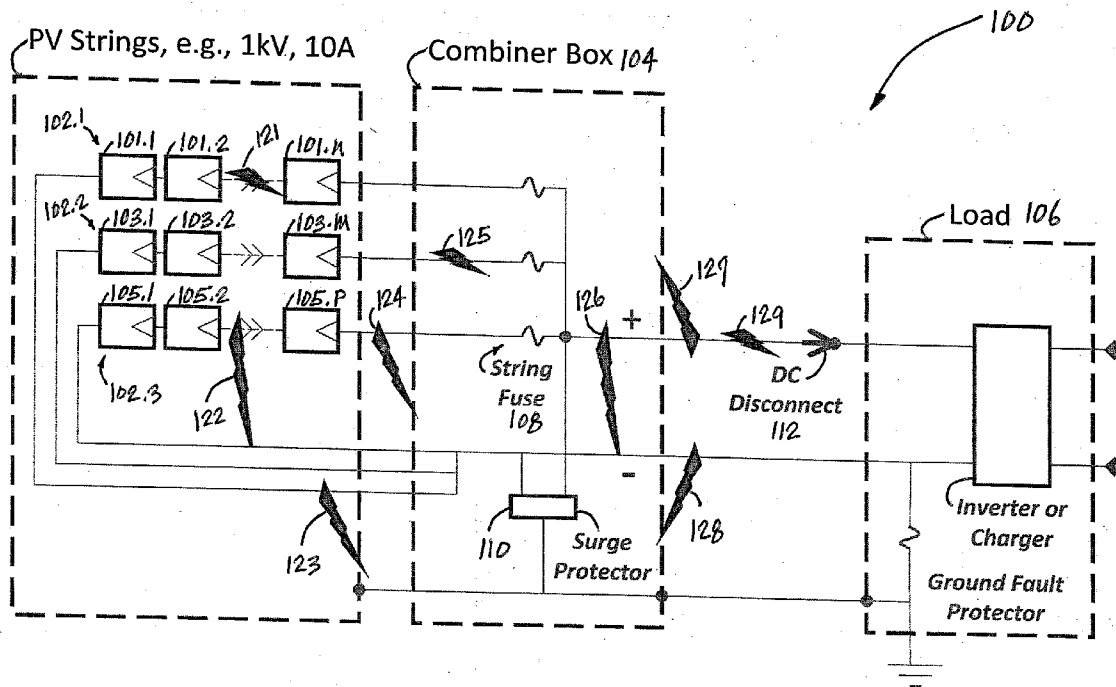 100
PV Strings, e.g., 1kV, 10A
Combiner Box 104
102.1
101.1
101.2
121
101.n
102.2
103.1
103.2
103.m
125
Load 106
105.1
105.2
105.P
124
127
126
+
129
102.3
122
String
Fuse
108
DC
Disconnect
112
-
123
110
Surge
Protector
128
Inverter or
Charger
Ground Fault
Protector